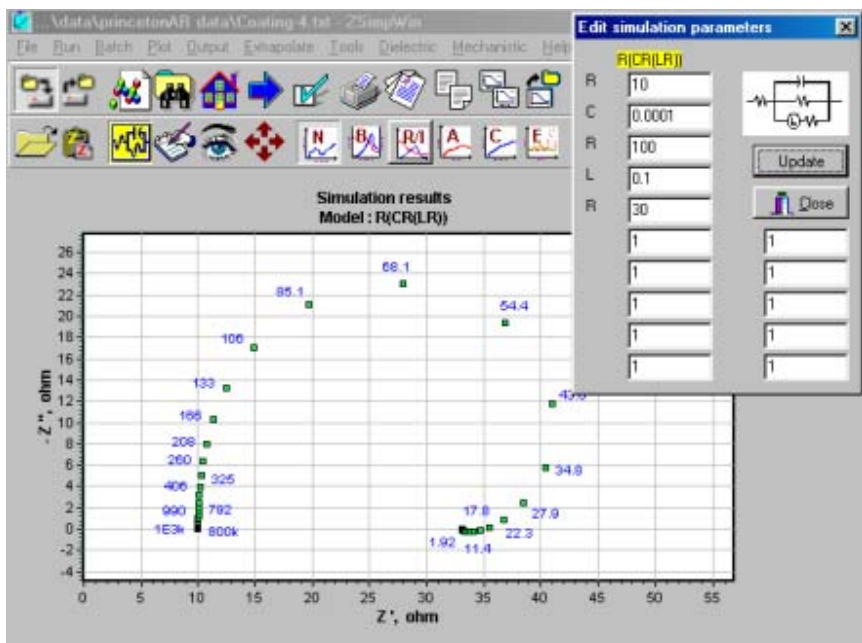 ...\data\princetonAR data\Coating-4.txt - ZSimpWin
File Run Batch Plot Output Extrapolate Tools Dielectric Mechanistic Help
Edit simulation parameters
R(CR(LR))
R 10
C 0.0001
R 100
L 0.1
R 30
1 1
1 1
1 1
1 1
1 1
Update
Close
N B R/I A C E
Simulation results
Model : R(CR(LR))
-Z'', ohm
26
24
22
20
18
16
14
12
10
8
6
4
2
0
-2
-4
68.1
85.1
54.4
106
133
166
208
260
325
406
990 792
1E3k 800k
34.8
27.9
22.3
17.8
11.4
1.92
0 5 10 15 20 25 30 35 40 45 50 55
Z', ohm